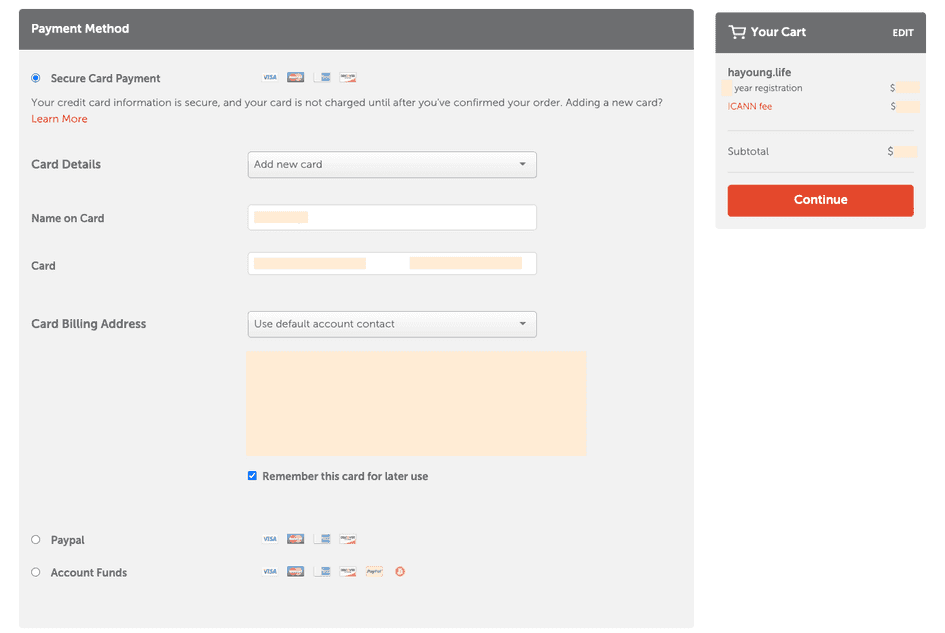 Payment Method
Secure Card Payment
VISA
Your credit card information is secure, and your card is not charged until after you've confirmed your order. Adding a new card?
Learn More
Card Details
Add new card
Name on Card
Card
Card Billing Address
Use default account contact
Remember this card for later use
Paypal
VISA
Account Funds
VISA
PayPal
Your Cart
EDIT
hayoung.life
year registration
$
ICANN fee
$
Subtotal
$
Continue